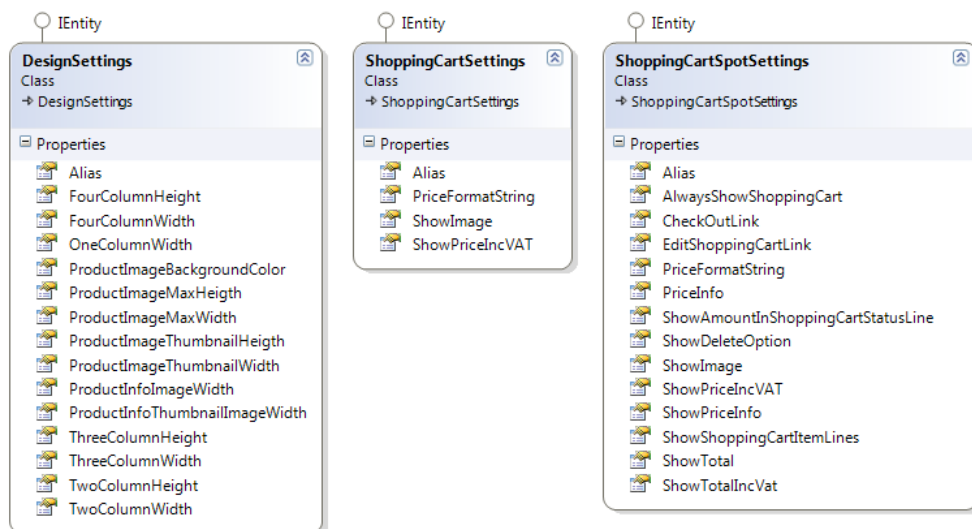 IEntity
DesignSettings
Class
DesignSettings
Properties
Alias
FourColumnHeight
FourColumnWidth
OneColumnWidth
ProductImageBackgroundColor
ProductImageMaxHeigth
ProductImageMaxWidth
ProductImageThumbnailHeigth
ProductImageThumbnailWidth
ProductInfoImageWidth
ProductInfoThumbnailImageWidth
ThreeColumnHeight
ThreeColumnWidth
TwoColumnHeight
TwoColumnWidth
IEntity
ShoppingCartSettings
Class
ShoppingCartSettings
Properties
Alias
PriceFormatString
ShowImage
ShowPriceIncVAT
IEntity
ShoppingCartSpotSettings
Class
ShoppingCartSpotSettings
Properties
Alias
AlwaysShowShoppingCart
CheckOutLink
EditShoppingCartLink
PriceFormatString
PriceInfo
ShowAmountInShoppingCartStatusLine
ShowDeleteOption
ShowImage
ShowPriceIncVAT
ShowPriceInfo
ShowShoppingCartItemLines
ShowTotal
ShowTotalIncVat